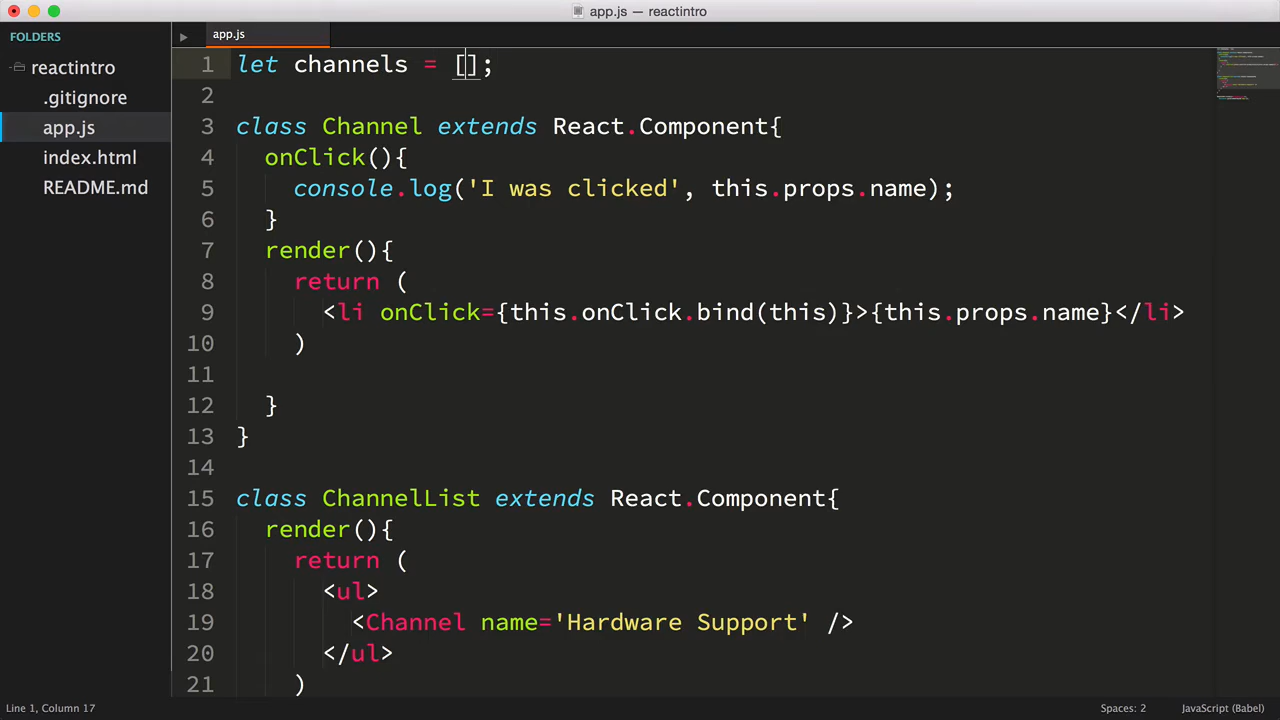 app.js — reactintro
FOLDERS
reactintro
.gitignore
app.js
index.html
README.md
app.js
1 let channels = [];
2
3 class Channel extends React.Component{
4 onClick(){
5 console.log('I was clicked', this.props.name);
6 }
7 render(){
8 return (
9 <li onClick={this.onClick.bind(this)}>{this.props.name}</li>
10 )
11
12 }
13 }
14
15 class ChannelList extends React.Component{
16 render(){
17 return (
18 <ul>
19 <Channel name='Hardware Support' />
20 </ul>
21 )
Line 1, Column 17
Spaces: 2
JavaScript (Babel)